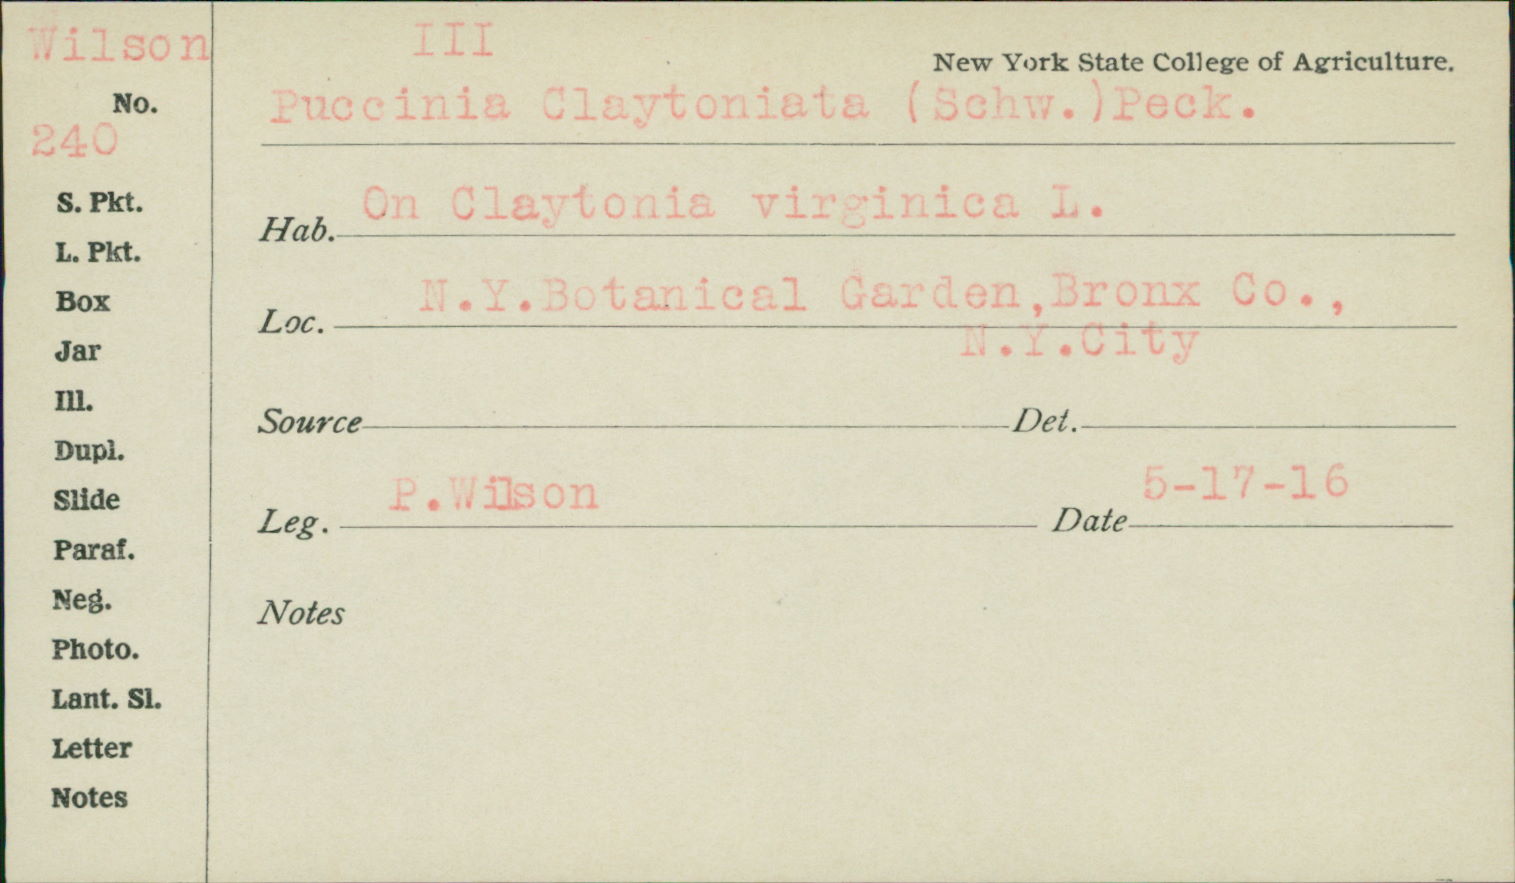 Wilson
III
New York State College of Agriculture.
No.
240
Puccinia Claytoniata (Schw.)Peck.
S. Pkt.
L. Pkt.
Box
Jar
Ill.
Dupl.
Slide
Paraf.
Neg.
Photo.
Lant. Sl.
Letter
Notes
Hab. On Claytonia virginica L.
Loc. N.Y.Botanical Garden,Bronx Co.,
N.Y.City
Source Det.
Leg. P.Wilson Date 5-17-16
Notes